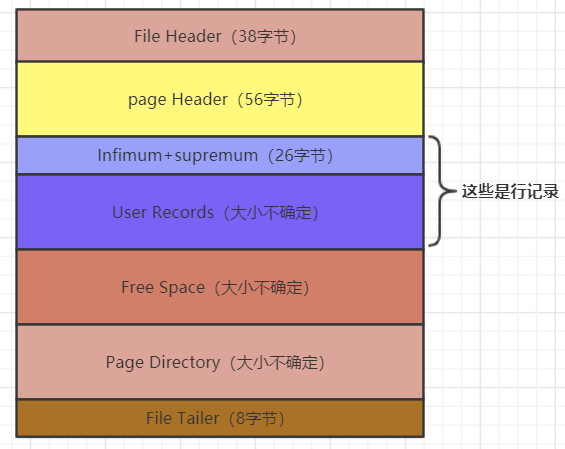 File Header（38字节）
page Header（56字节）
Infimum+supremum（26字节）
这些是行记录
User Records（大小不确定）
Free Space（大小不确定）
Page Directory（大小不确定）
File Tailer（8字节）